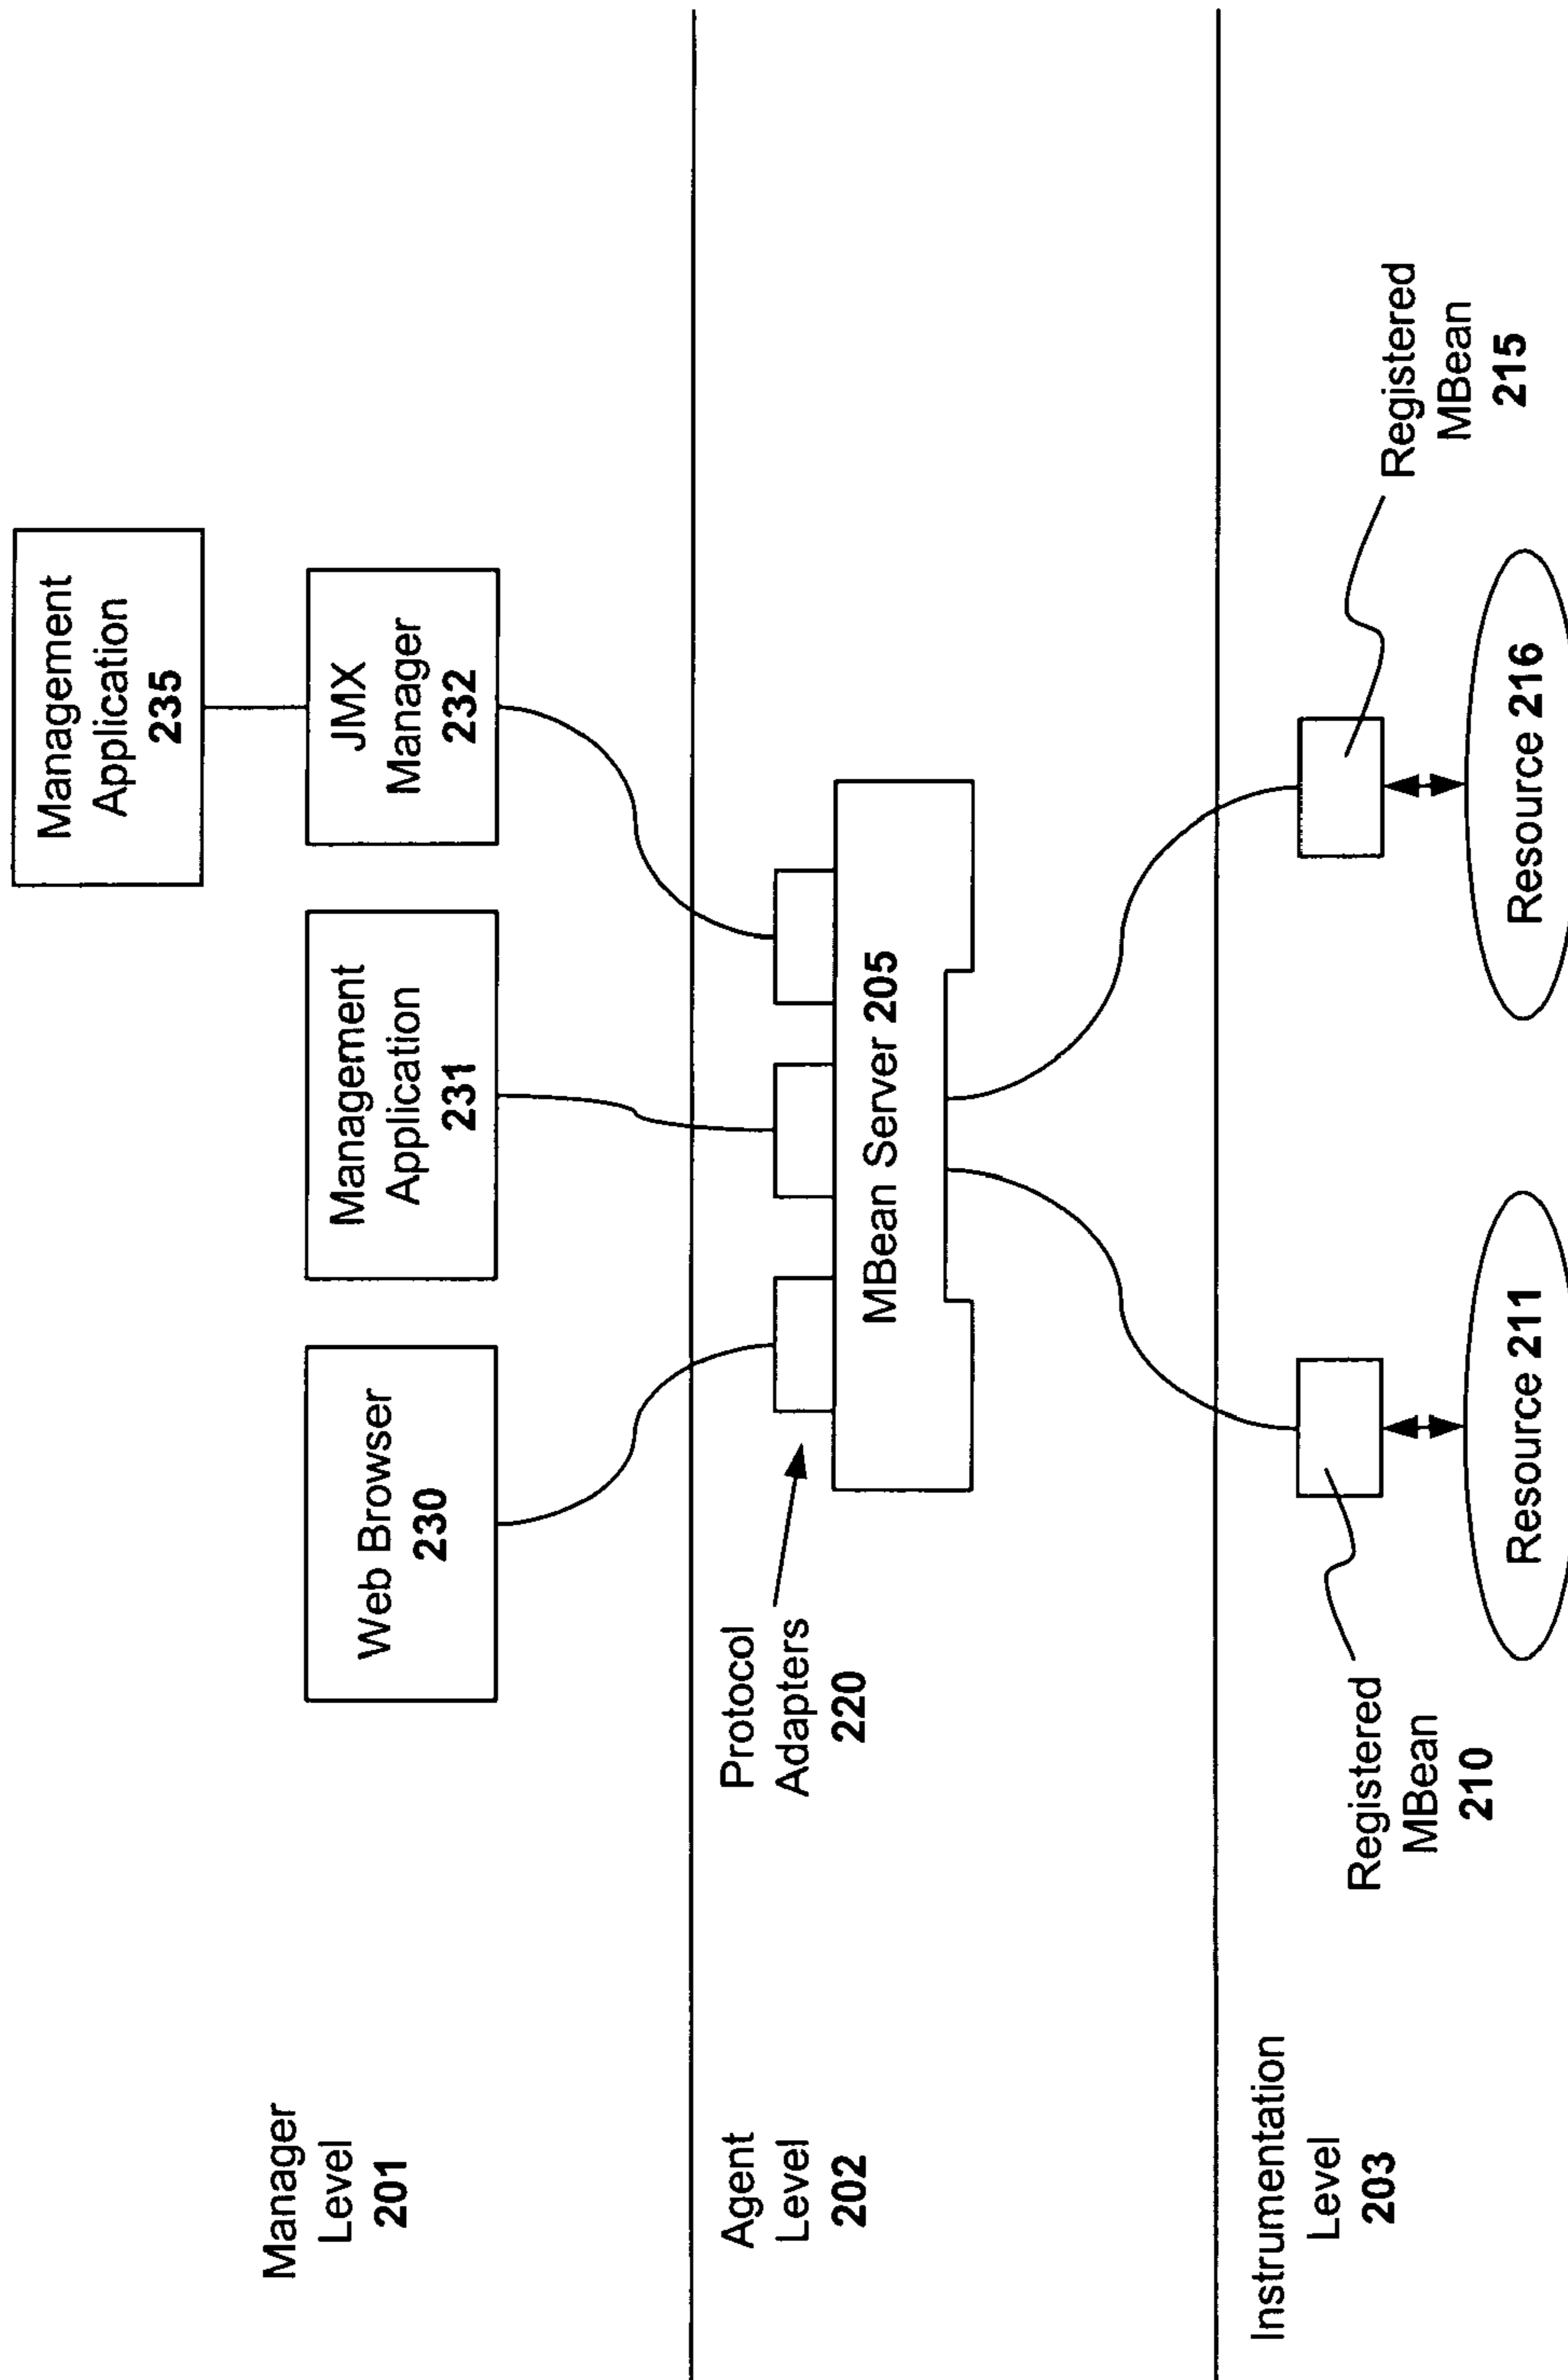 Manager
Level
201
Management
Application
235
Web Browser
230
Management
Application
231
JMX
Manager
232
Agent
Level
202
Protocol
Adapters
220
MBean Server 205
Instrumentation
Level
203
Registered
MBean
210
Registered
MBean
215
Resource 211
Resource 216